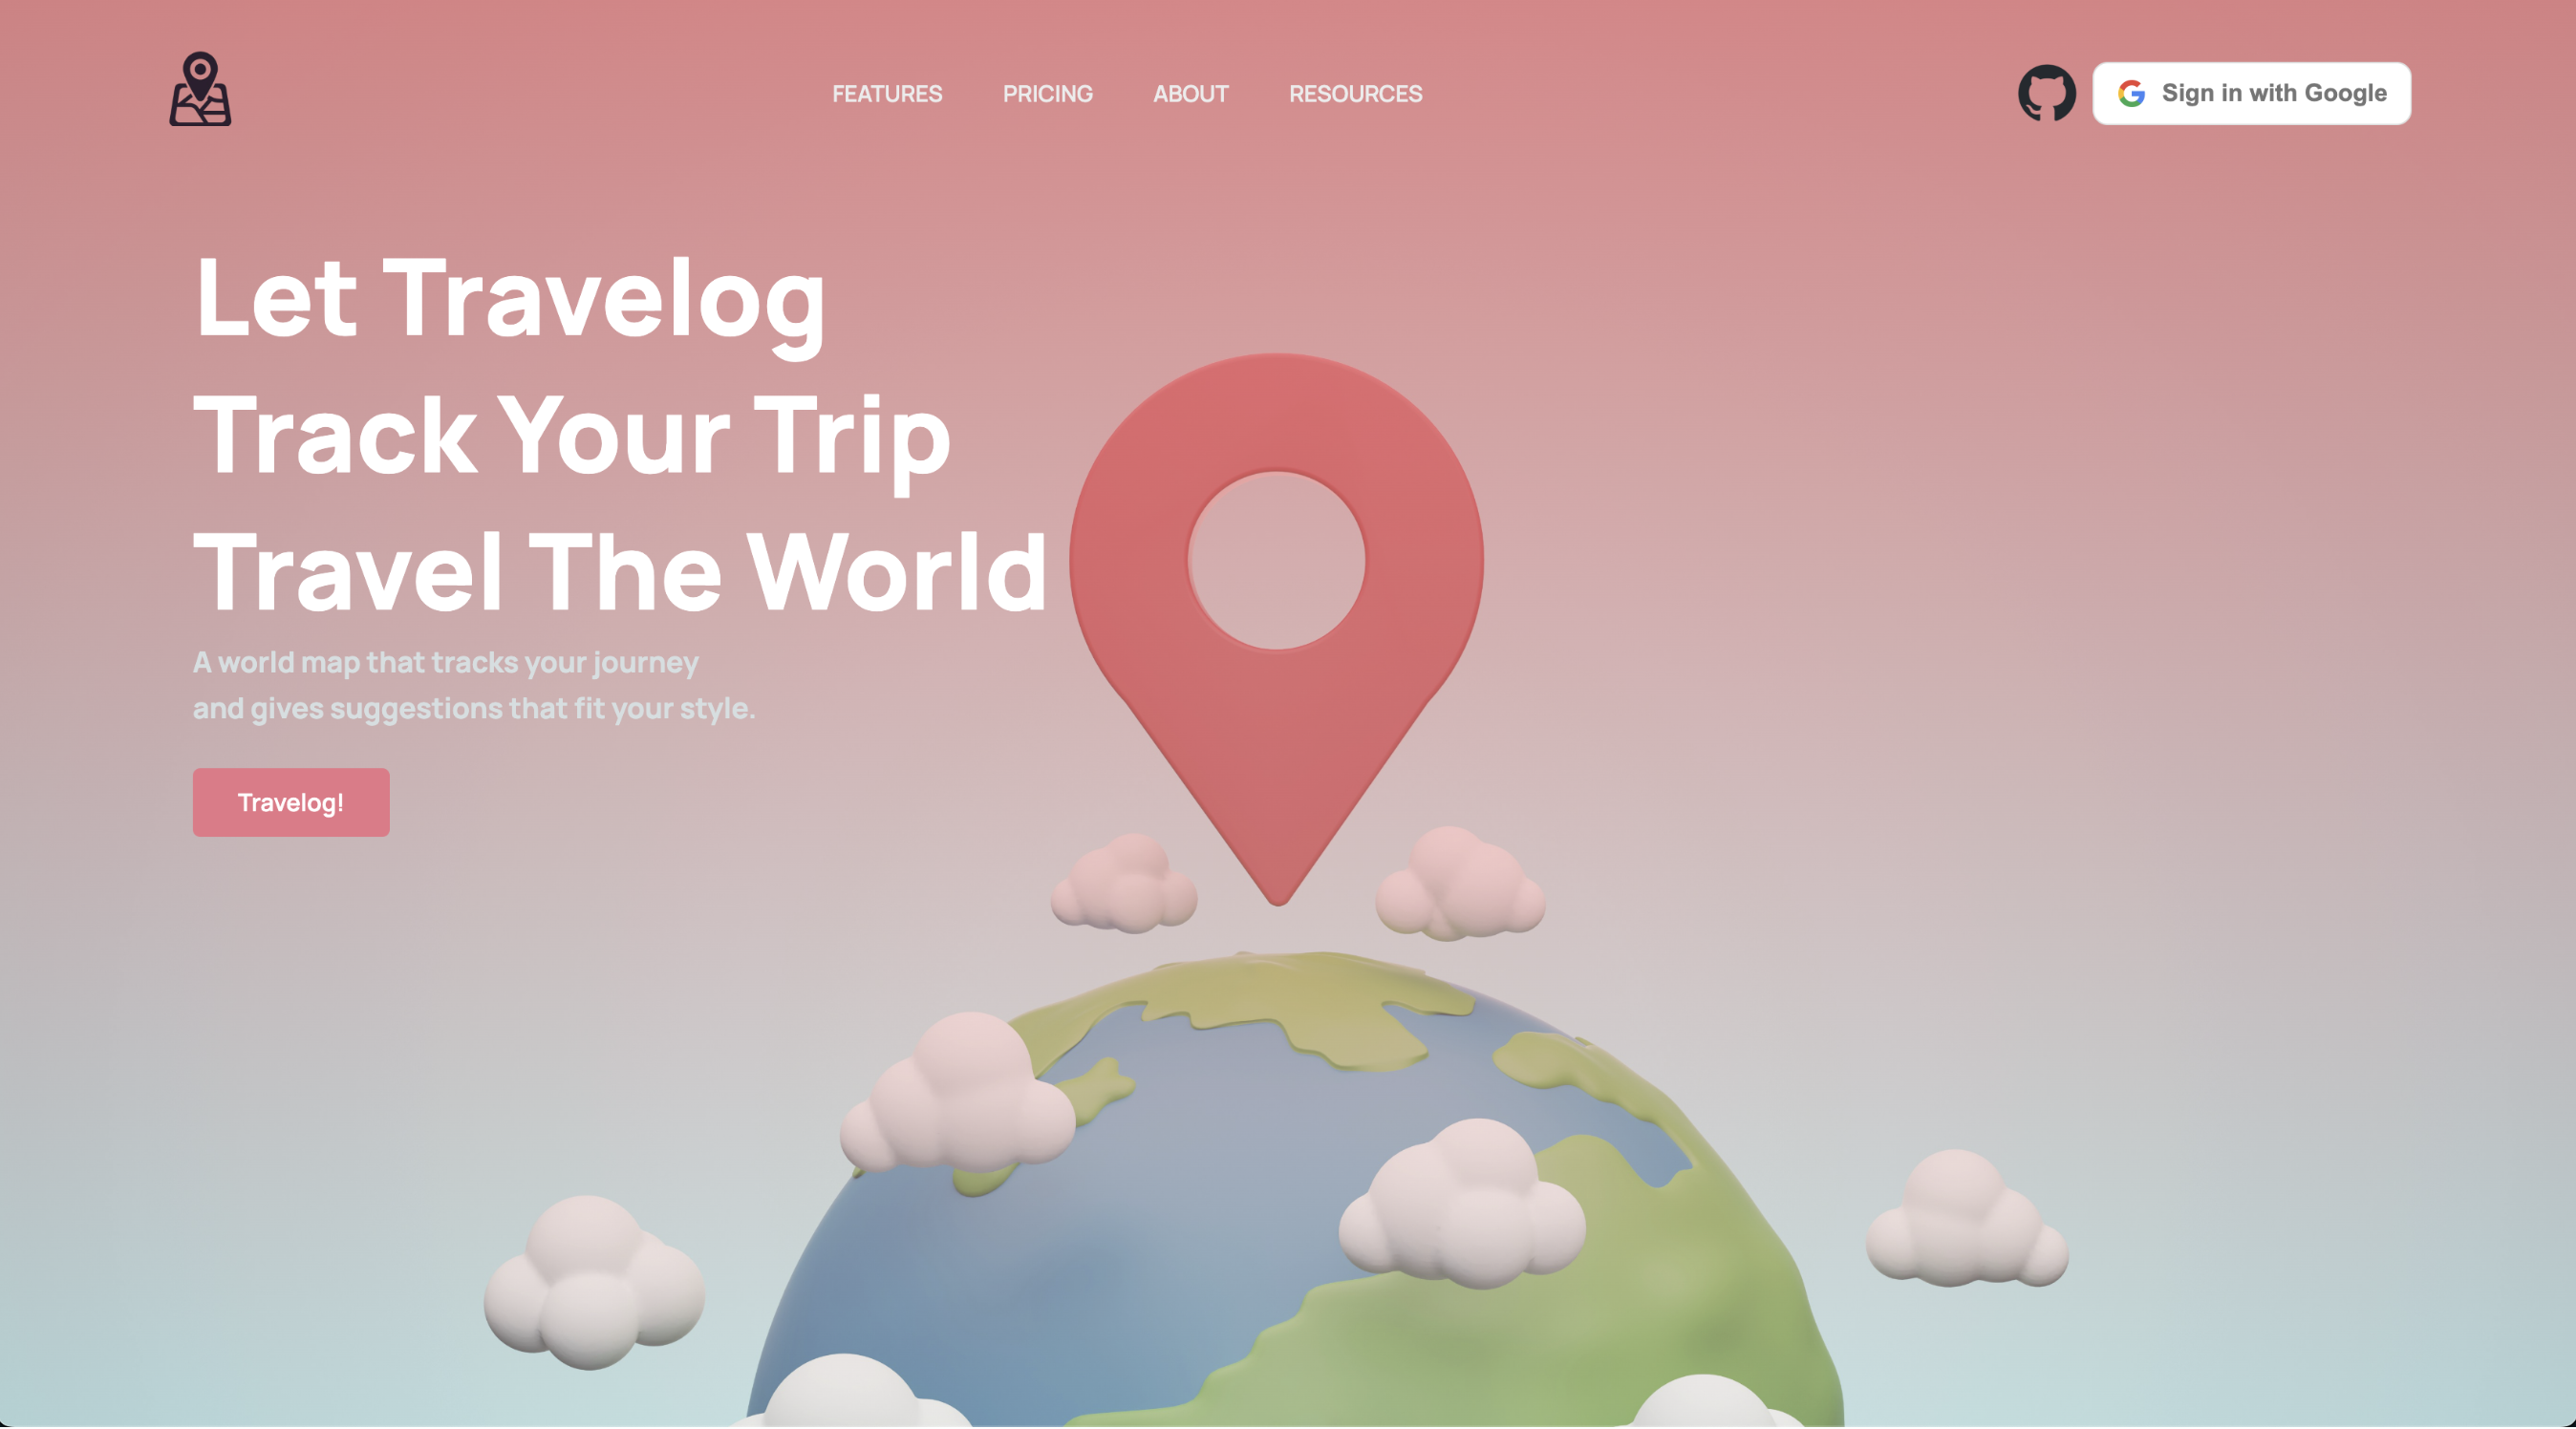 FEATURES PRICING ABOUT RESOURCES Sign in with Google
Let Travelog
Track Your Trip
Travel The World
A world map that tracks your journey
and gives suggestions that fit your style.
Travelog!